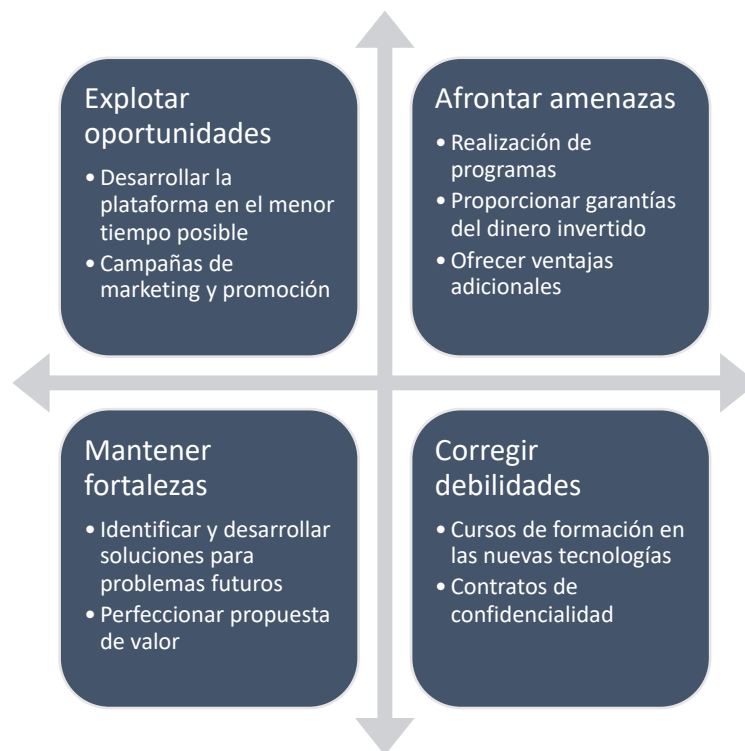 Explotar
oportunidades
• Desarrollar la
plataforma en el menor
tiempo posible
• Campañas de
marketing y promoción
Afrontar amenazas
• Realización de
programas
• Proporcionar garantías
del dinero invertido
• Ofrecer ventajas
adicionales
Mantener
fortalezas
• Identificar y desarrollar
soluciones para
problemas futuros
• Perfeccionar propuesta
de valor
Corregir
debilidades
• Cursos de formación en
las nuevas tecnologías
• Contratos de
confidencialidad